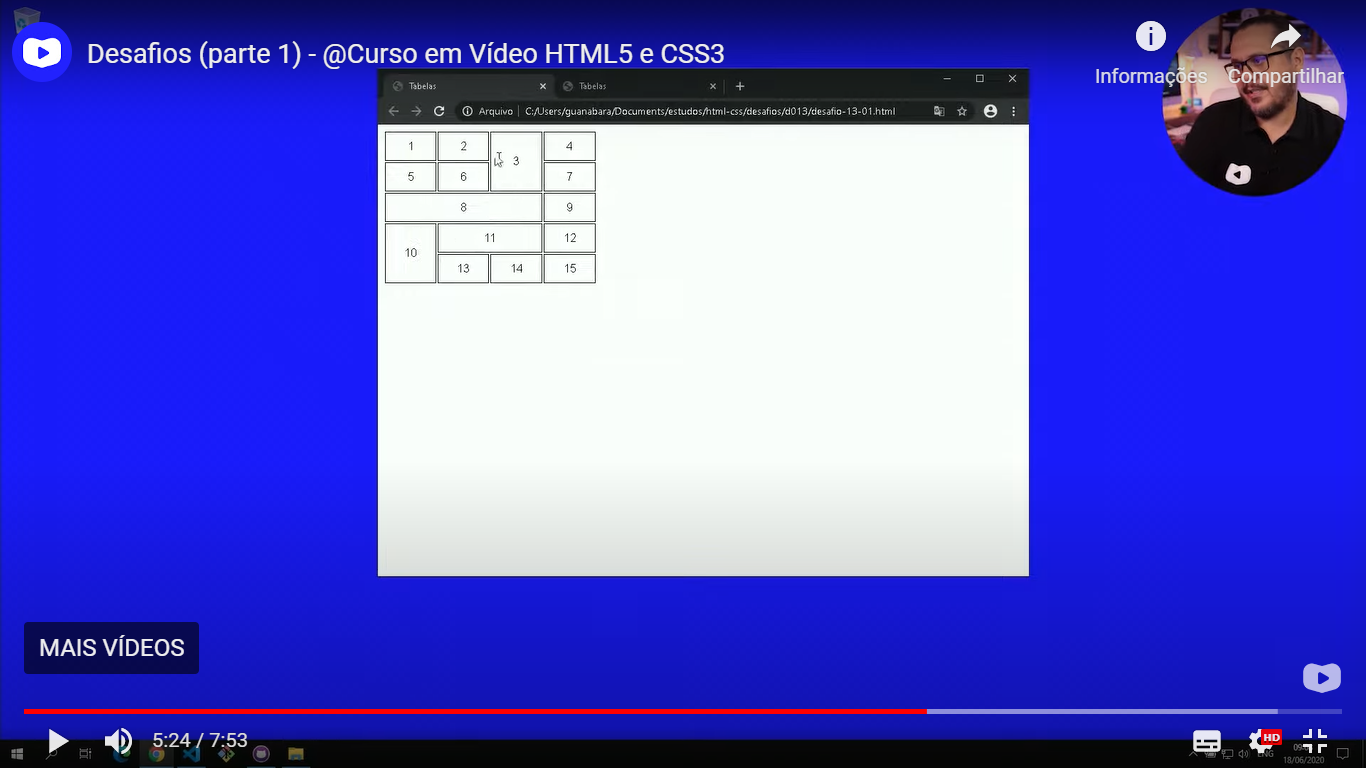 Desafios (parte 1) - @Curso em Vídeo HTML5 e CSS3
Informações
Compartilhar
Tabelas
Tabelas
Arquivo
C:/Users/guanabara/Documents/estudos/html-css/desafios/d013/desafio-13-01.html
1 2 3 4
5 6 7
8 9
10 11 12
13 14 15
MAIS VÍDEOS
5:24 / 7:53
HD
ENG
18/06/2020